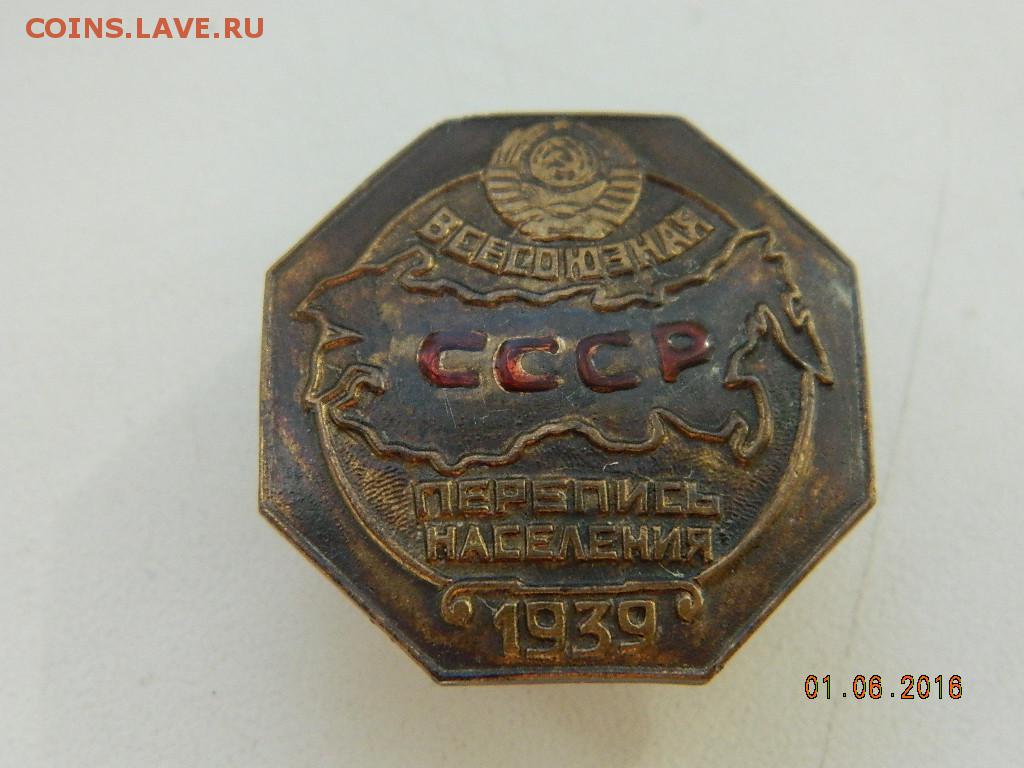 COINS.LAVE.RU
ВСЕСОЮЗНАЯ
СССР
ПЕРЕПИСЬ
НАСЕЛЕНИЯ
1939
01.06.2016